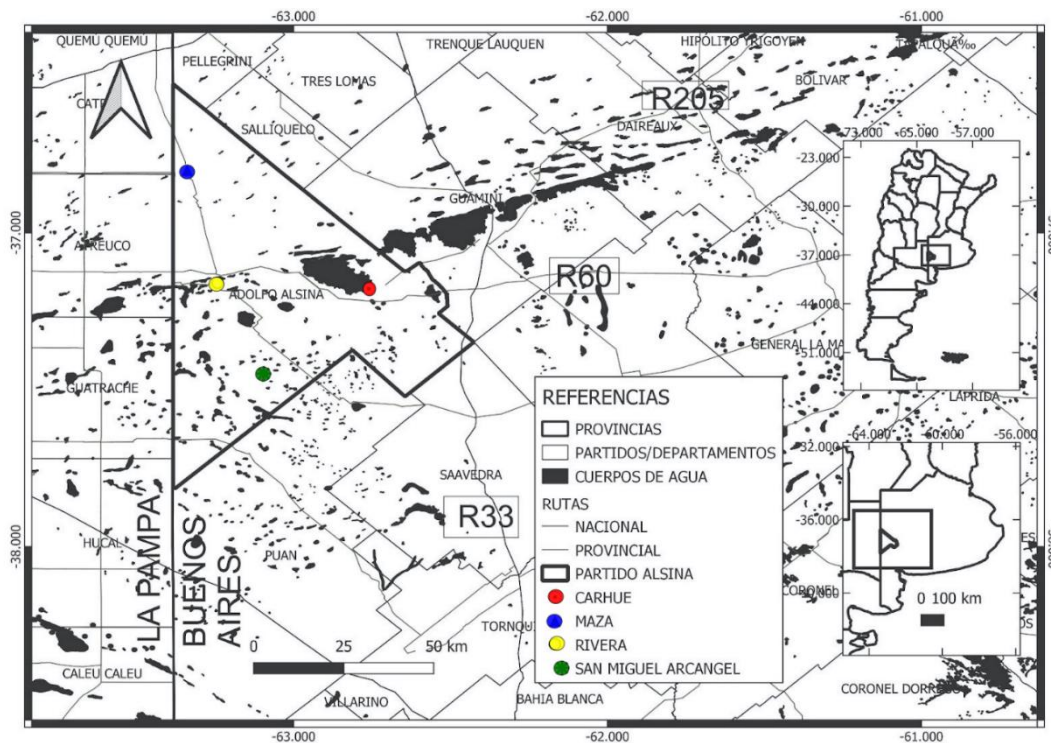 -63.000
-62.000
-61.000
QUEMÚ QUEMÚ
PELLEGRINI
TRENQUE LAUQUEN
HIPÓLITO YRIGOYEN
TRES LOMAS
BOLIVAR
R205
SALLIQUELO
DAIREAUX
GUAMINI
-37.000
ATREUCO
R60
ADOLFO ALSINA
GENERAL LA MA
GUATRACHE
LAPRIDA
SAAVEDRA
R33
HUCAL
PUAN
-38.000
LA PAMPA
BUENOS
AIRES
CORONEL
TORNQU
0 25 50 km
CALEU CALEU
VILLARINO
BAHIA BLANCA
CORONEL DORREGO
-63.000
-62.000
-61.000
REFERENCIAS
PROVINCIAS
PARTIDOS/DEPARTAMENTOS
CUERPOS DE AGUA
RUTAS
NACIONAL
PROVINCIAL
PARTIDO ALSINA
CARHUE
MAZA
RIVERA
SAN MIGUEL ARCANGEL
-73.000 -65.000 -57.000
-23.000
-30.000
-37.000
-44.000
-51.000
-64.000 -60.000 -56.000
-32.000
-36.000
0 100 km